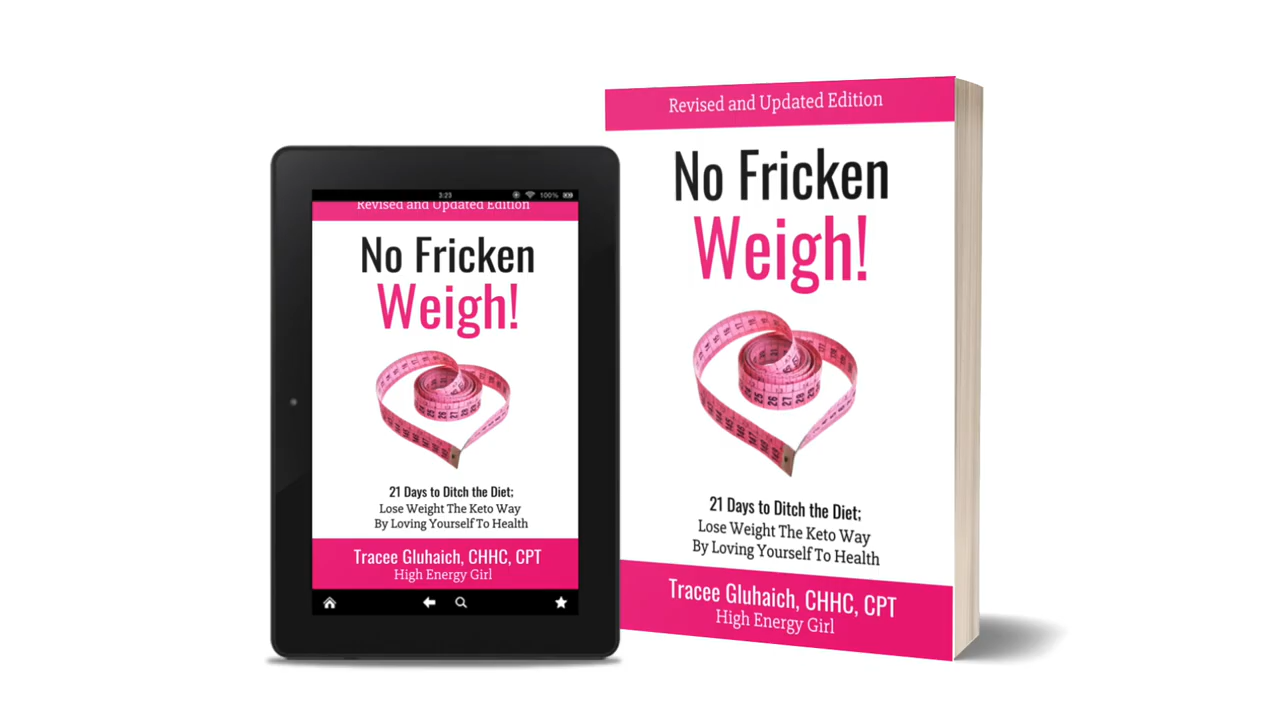 3:23
100%
Revised and Updated Edition
No Fricken
Weigh!
21 Days to Ditch the Diet;
Lose Weight The Keto Way
By Loving Yourself To Health
Tracee Gluhaich, CHHC, CPT
High Energy Girl
Revised and Updated Edition
No Fricken
Weigh!
21 Days to Ditch the Diet;
Lose Weight The Keto Way
By Loving Yourself To Health
Tracee Gluhaich, CHHC, CPT
High Energy Girl